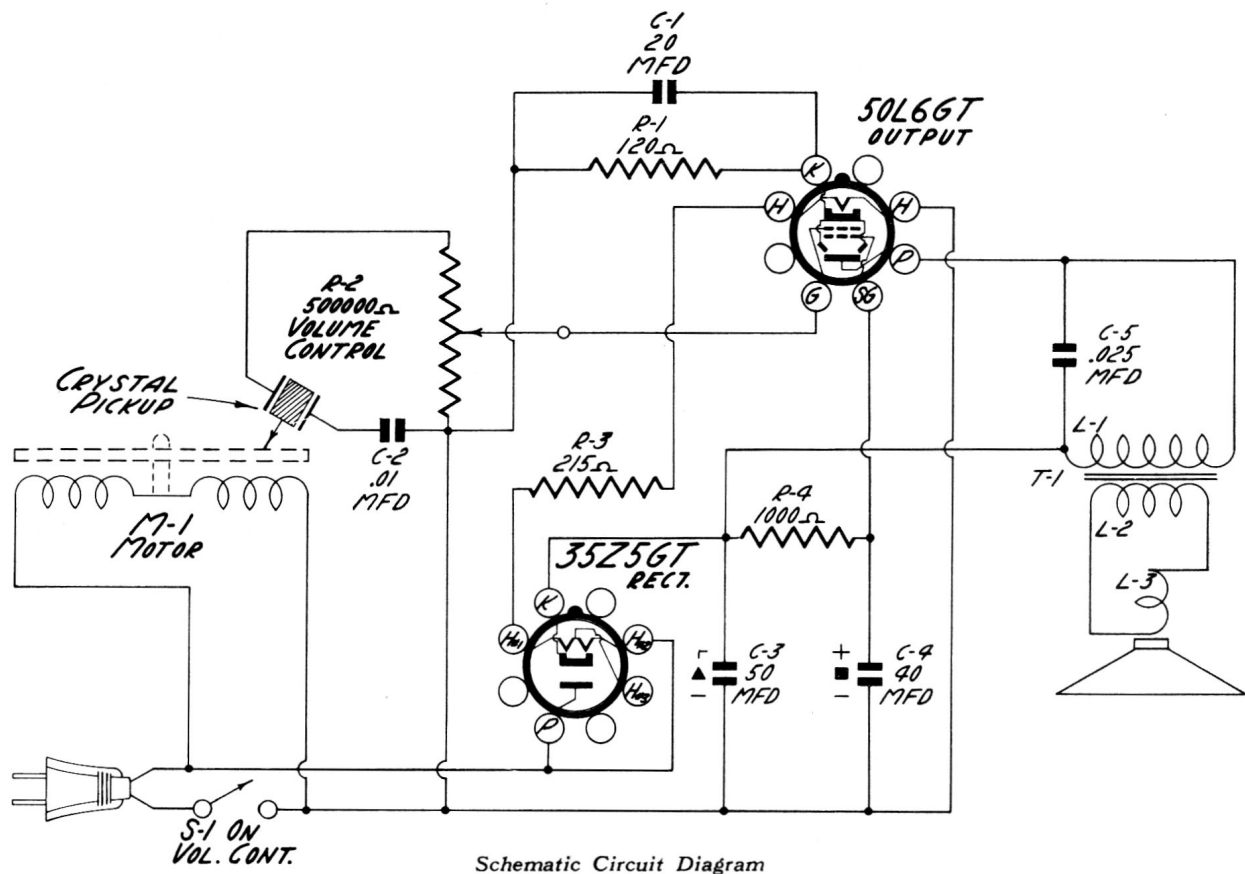 C-1
20
MFD
R-1
120Ω
50L6GT
OUTPUT
K
H
H
P
G
SG
R-2
500000Ω
VOLUME
CONTROL
CRYSTAL
PICKUP
C-2
.01
MFD
M-1
MOTOR
R-3
215Ω
C-5
.025
MFD
L-1
T-1
L-2
L-3
R-4
1000Ω
35Z5GT
RECT.
K
P
C-3
50
MFD
+
-
C-4
40
MFD
S-1 ON
VOL. CONT.
Schematic Circuit Diagram